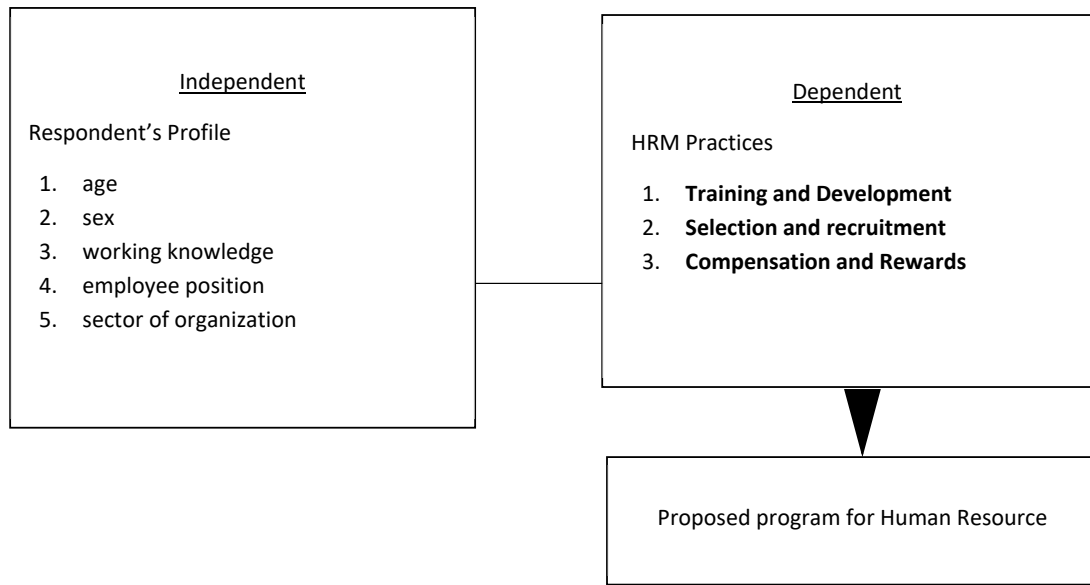 Independent
Respondent’s Profile
1. age
2. sex
3. working knowledge
4. employee position
5. sector of organization
Dependent
HRM Practices
1. Training and Development
2. Selection and recruitment
3. Compensation and Rewards
Proposed program for Human Resource